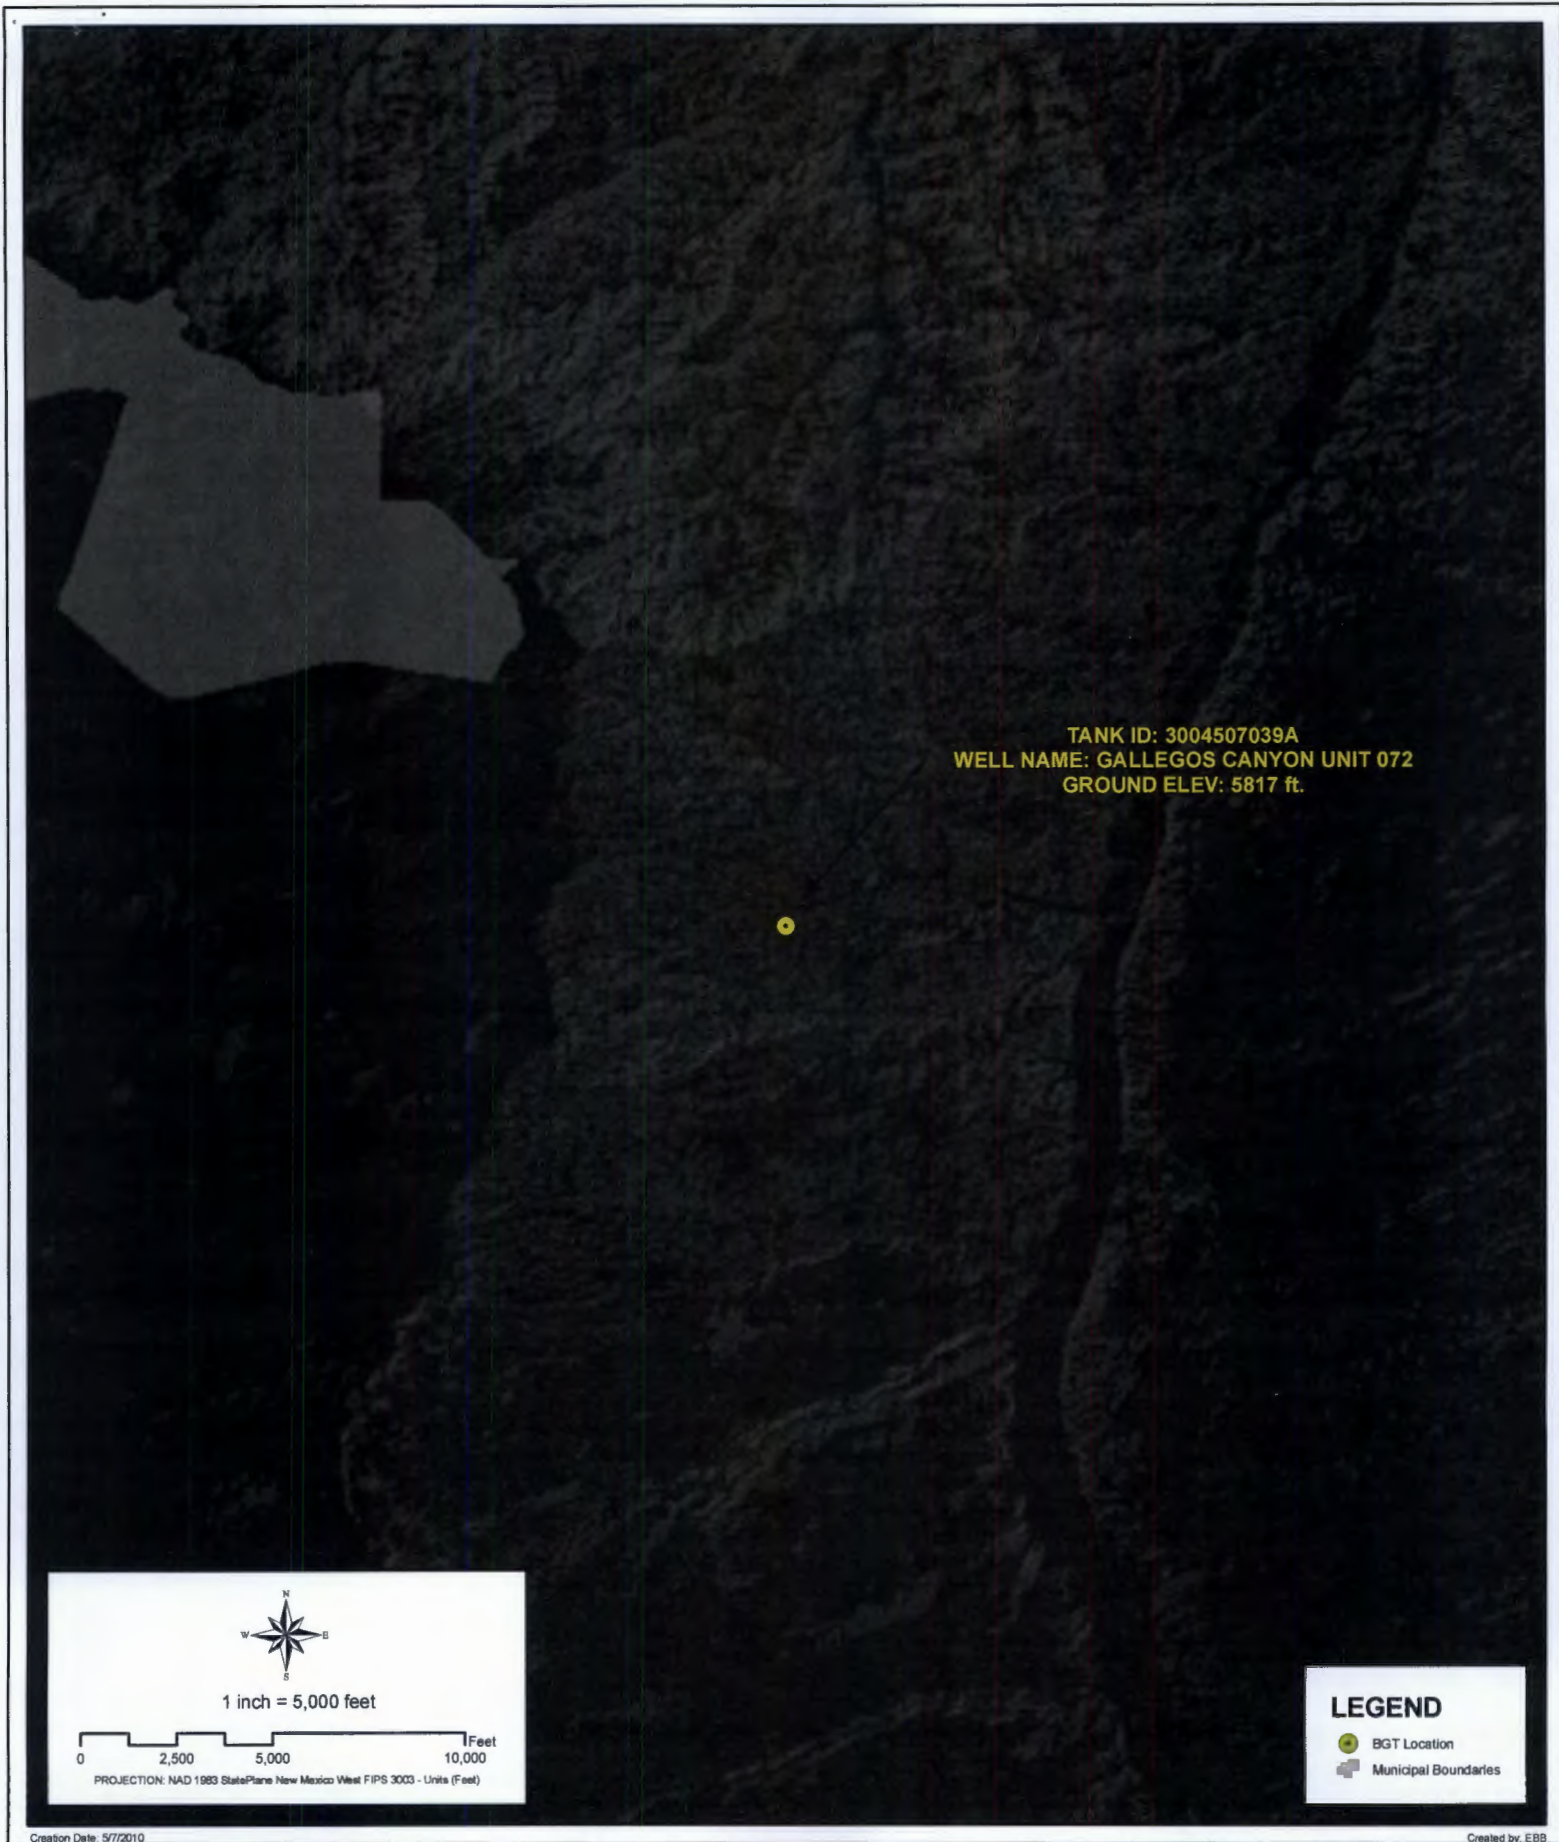 TANK ID: 3004507039A
WELL NAME: GALLEGOS CANYON UNIT 072
GROUND ELEV: 5817 ft.
N
W E
S
1 inch = 5,000 feet
Feet
0 2,500 5,000 10,000
PROJECTION: NAD 1983 StatePlane New Mexico West FIPS 3003 - Units (Feet)
LEGEND
BGT Location
Municipal Boundaries
Creation Date: 5/7/2010
Created by: EBB